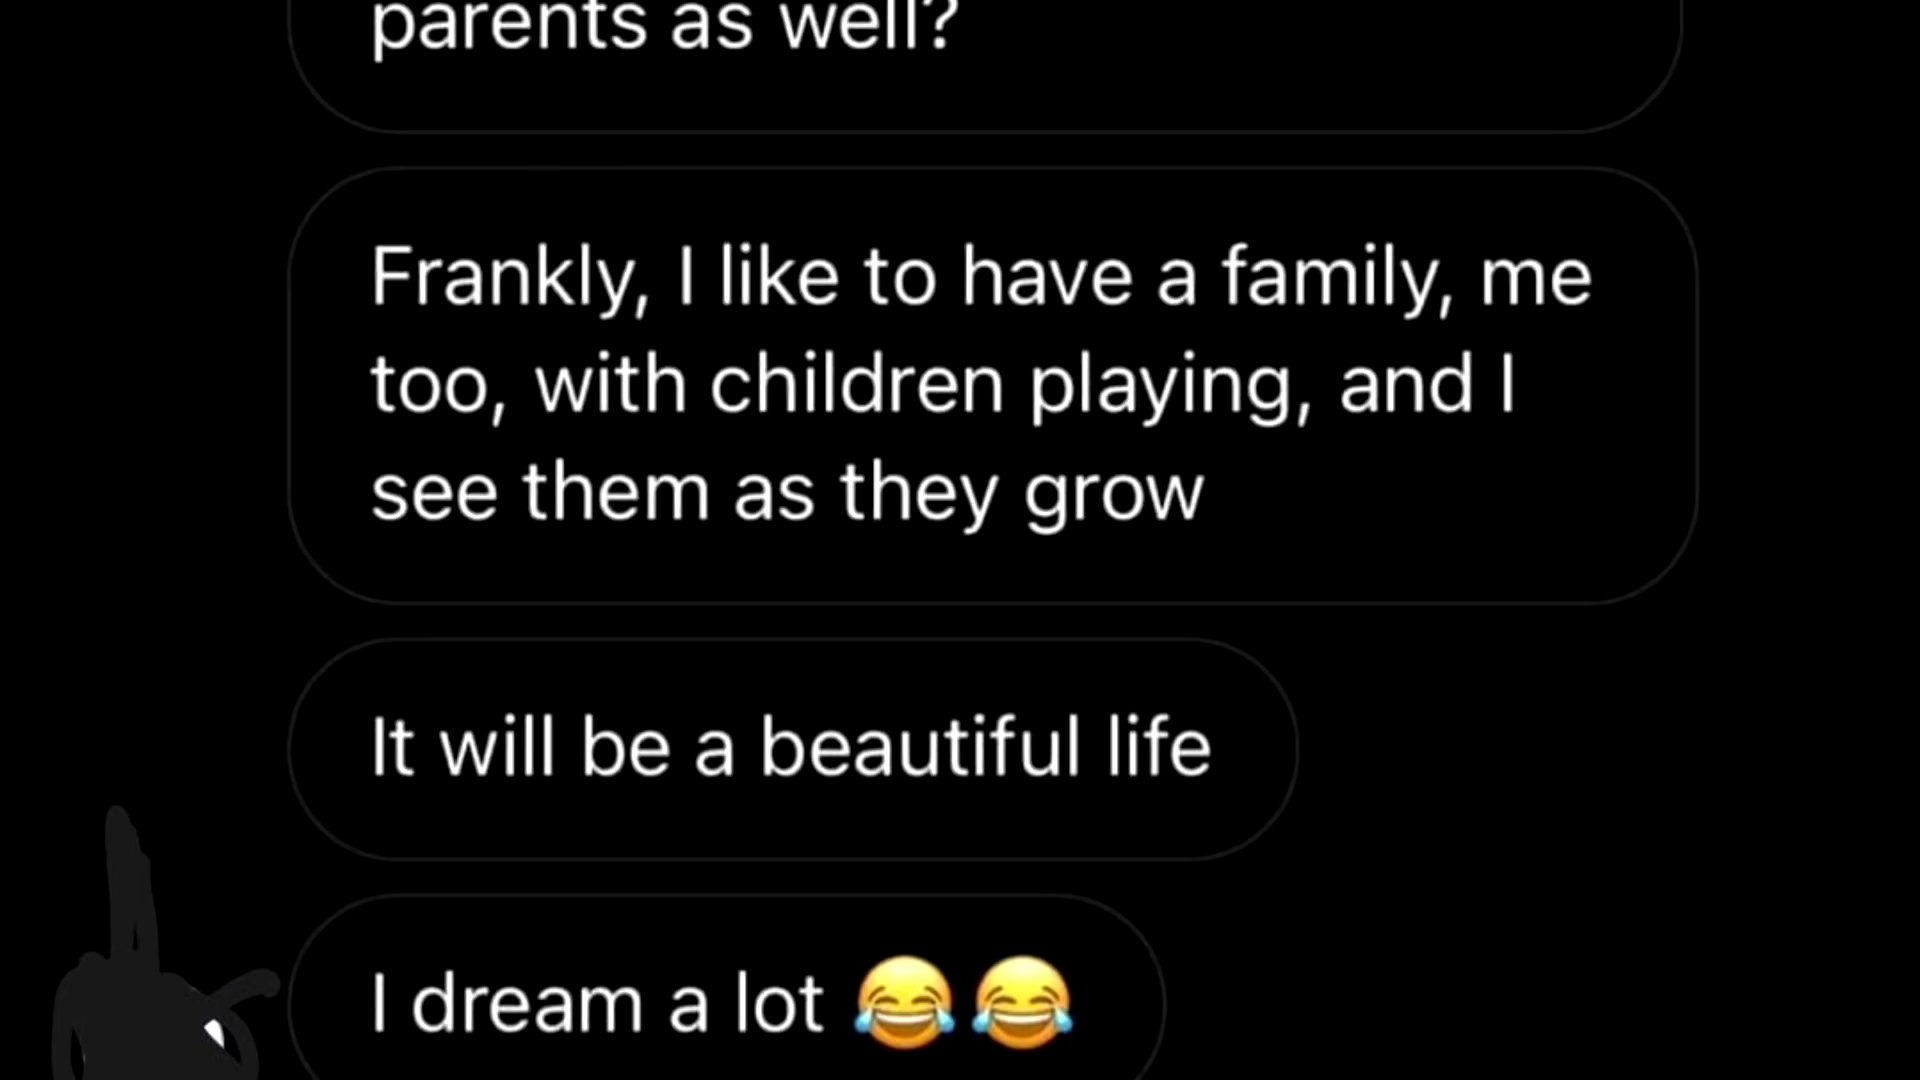 parents as well?
Frankly, I like to have a family, me
too, with children playing, and I
see them as they grow
It will be a beautiful life
I dream a lot 😂😂